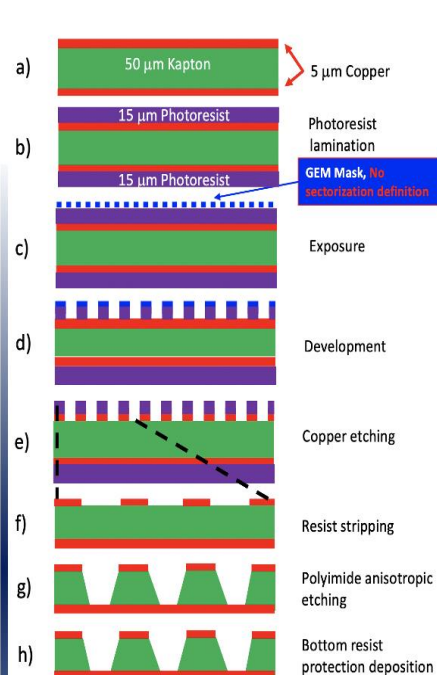 a)
50 μm Kapton
5 μm Copper
15 μm Photoresist
b)
15 μm Photoresist
Photoresist
lamination
GEM Mask, No
sectorization definition
c)
Exposure
d)
Development
e)
Copper etching
f)
Resist stripping
g)
Polyimide anisotropic
etching
h)
Bottom resist
protection deposition